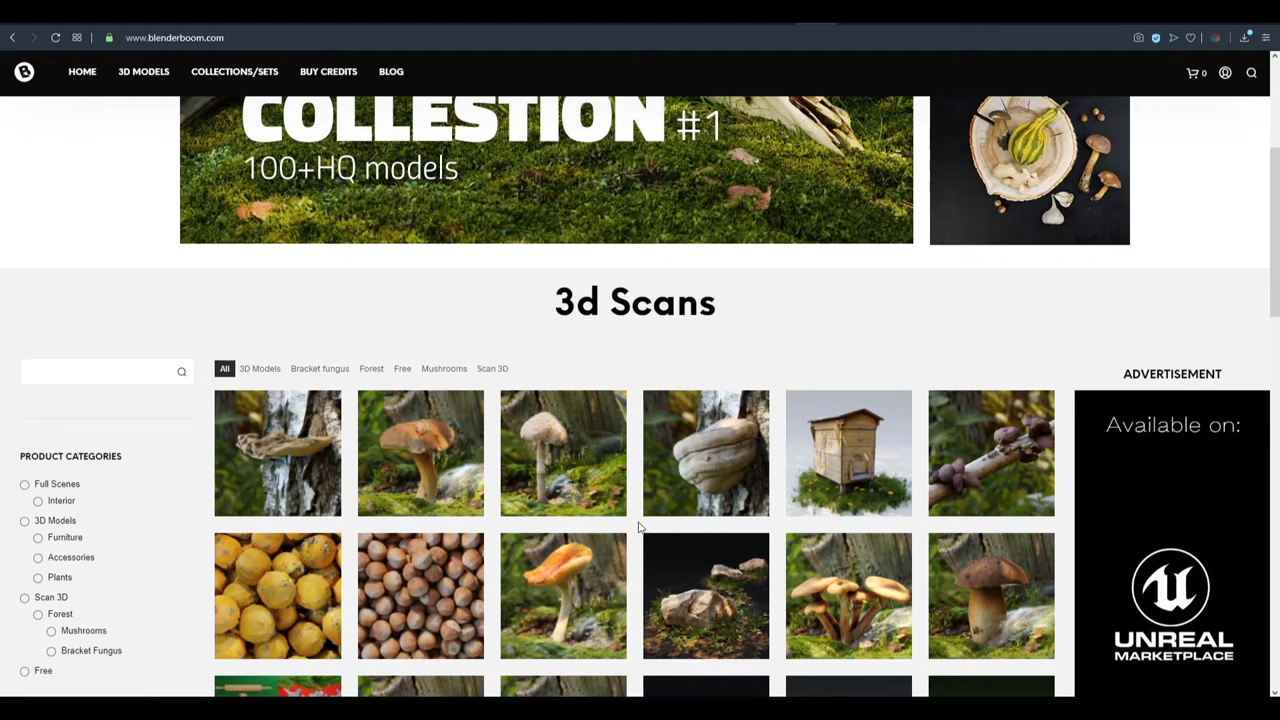 www.blenderboom.com
HOME 3D MODELS COLLECTIONS/SETS BUY CREDITS BLOG 0
COLLESTION #1
100+HQ models
3d Scans
All 3D Models Bracket fungus Forest Free Mushrooms Scan 3D
PRODUCT CATEGORIES
Full Scenes
Interior
3D Models
Furniture
Accessories
Plants
Scan 3D
Forest
Mushrooms
Bracket Fungus
Free
ADVERTISEMENT
Available on:
UNREAL
MARKETPLACE